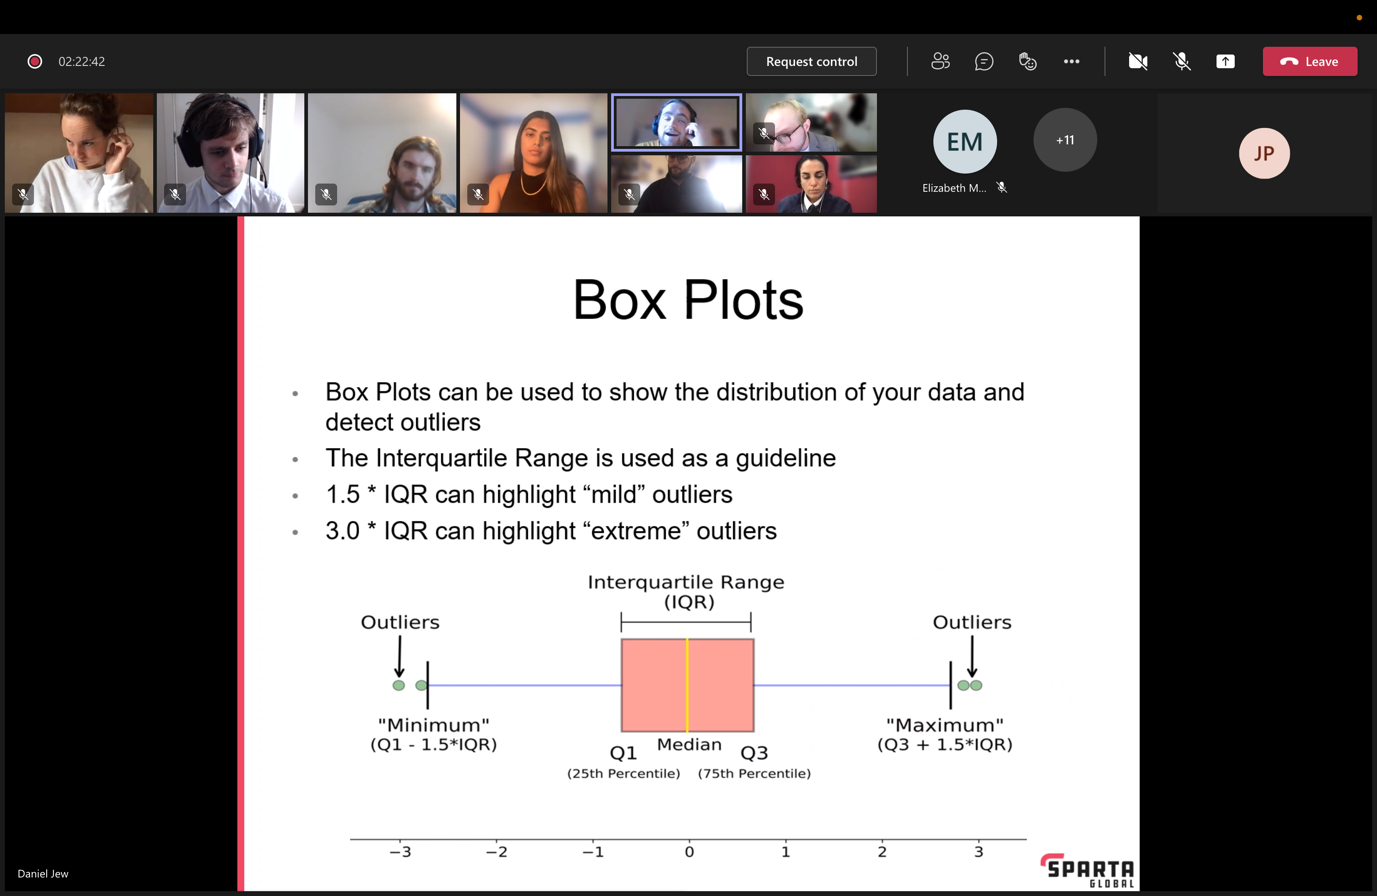 02:22:42
Request control
Leave
EM
+11
JP
Elizabeth M...
Box Plots
Box Plots can be used to show the distribution of your data and
detect outliers
The Interquartile Range is used as a guideline
1.5 * IQR can highlight “mild” outliers
3.0 * IQR can highlight “extreme” outliers
Interquartile Range
(IQR)
Outliers
Outliers
"Minimum"
(Q1 - 1.5*IQR)
"Maximum"
(Q3 + 1.5*IQR)
Q1
Median
Q3
(25th Percentile)
(75th Percentile)
−3
−2
−1
0
1
2
3
SPARTA
GLOBAL
Daniel Jew